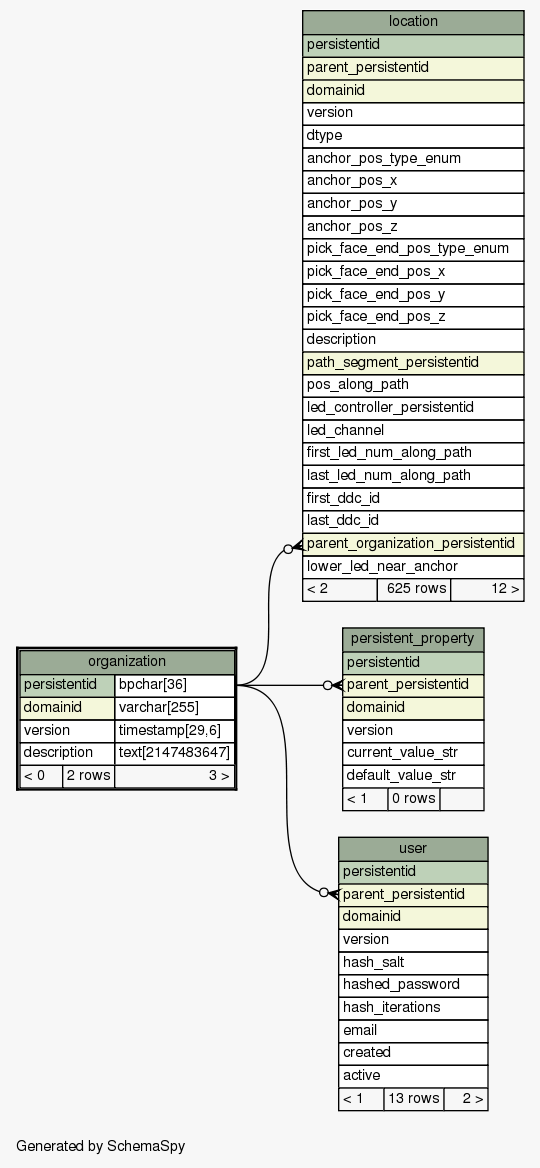 location
persistentid
parent_persistentid
domainid
version
dtype
anchor_pos_type_enum
anchor_pos_x
anchor_pos_y
anchor_pos_z
pick_face_end_pos_type_enum
pick_face_end_pos_x
pick_face_end_pos_y
pick_face_end_pos_z
description
path_segment_persistentid
pos_along_path
led_controller_persistentid
led_channel
first_led_num_along_path
last_led_num_along_path
first_ddc_id
last_ddc_id
parent_organization_persistentid
lower_led_near_anchor
< 2 625 rows 12 >
organization
persistentid bpchar[36]
domainid varchar[255]
version timestamp[29,6]
description text[2147483647]
< 0 2 rows 3 >
persistent_property
persistentid
parent_persistentid
domainid
version
current_value_str
default_value_str
< 1 0 rows
user
persistentid
parent_persistentid
domainid
version
hash_salt
hashed_password
hash_iterations
email
created
active
< 1 13 rows 2 >
Generated by SchemaSpy